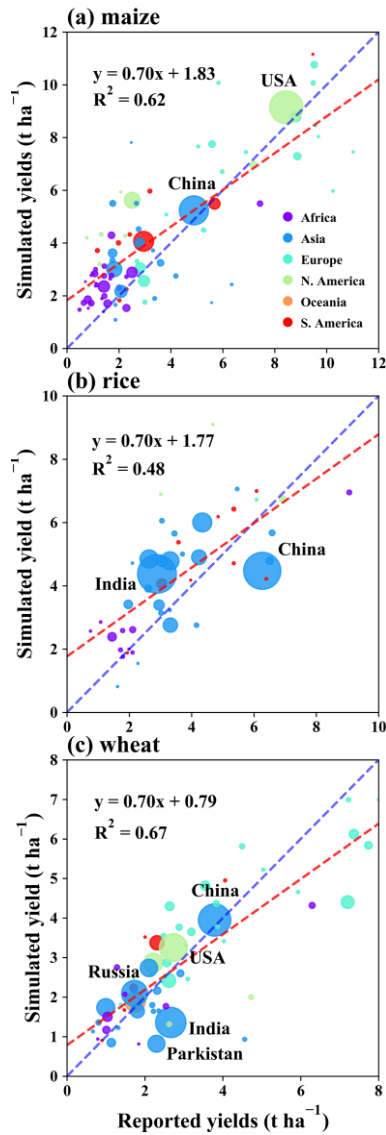 (a) maize
12
10
8
6
4
2
0
Simulated yields (t ha⁻¹)
y = 0.70x + 1.83
R² = 0.62
USA
China
Africa
Asia
Europe
N. America
Oceania
S. America
0 2 4 6 8 10 12
(b) rice
10
8
6
4
2
0
Simulated yield (t ha⁻¹)
y = 0.70x + 1.77
R² = 0.48
India
China
0 2 4 6 8 10
(c) wheat
8
7
6
5
4
3
2
1
0
Simulated yield (t ha⁻¹)
y = 0.70x + 0.79
R² = 0.67
China
USA
Russia
India
Parkistan
0 2 4 6 8
Reported yields (t ha⁻¹)